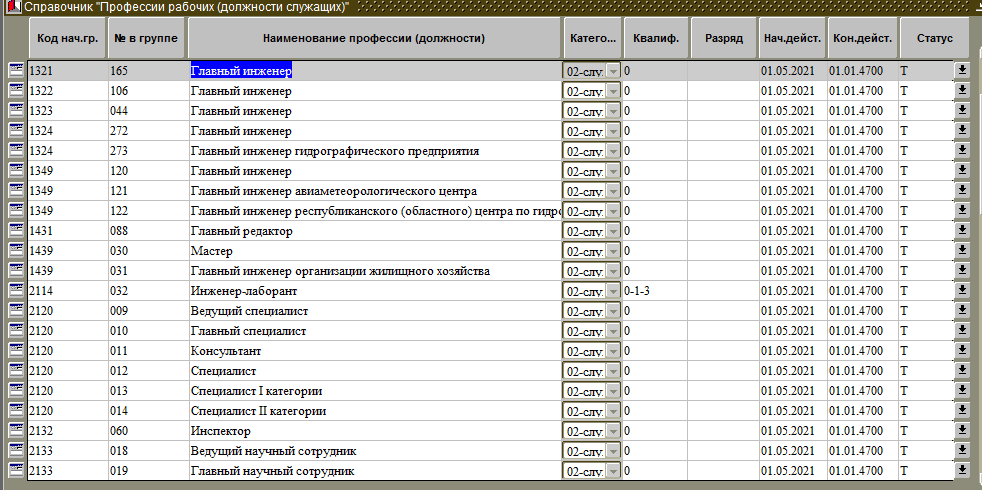 Справочник "Профессии рабочих (должности служащих)"
Код нач.гр. № в группе Наименование профессии (должности) Катего... Квалиф. Разряд Нач.дейст. Кон.дейст. Статус
1321 165 Главный инженер 02-слу. 0 01.05.2021 01.01.4700 Т
1322 106 Главный инженер 02-слу. 0 01.05.2021 01.01.4700 Т
1323 044 Главный инженер 02-слу. 0 01.05.2021 01.01.4700 Т
1324 272 Главный инженер 02-слу. 0 01.05.2021 01.01.4700 Т
1324 273 Главный инженер гидрографического предприятия 02-слу. 0 01.05.2021 01.01.4700 Т
1349 120 Главный инженер 02-слу. 0 01.05.2021 01.01.4700 Т
1349 121 Главный инженер авиаметеорологического центра 02-слу. 0 01.05.2021 01.01.4700 Т
1349 122 Главный инженер республиканского (областного) центра по гидро 02-слу. 0 01.05.2021 01.01.4700 Т
1431 088 Главный редактор 02-слу. 0 01.05.2021 01.01.4700 Т
1439 030 Мастер 02-слу. 0 01.05.2021 01.01.4700 Т
1439 031 Главный инженер организации жилищного хозяйства 02-слу. 0 01.05.2021 01.01.4700 Т
2114 032 Инженер-лаборант 02-слу. 0-1-3 01.05.2021 01.01.4700 Т
2120 009 Ведущий специалист 02-слу. 0 01.05.2021 01.01.4700 Т
2120 010 Главный специалист 02-слу. 0 01.05.2021 01.01.4700 Т
2120 011 Консультант 02-слу. 0 01.05.2021 01.01.4700 Т
2120 012 Специалист 02-слу. 0 01.05.2021 01.01.4700 Т
2120 013 Специалист I категории 02-слу. 0 01.05.2021 01.01.4700 Т
2120 014 Специалист II категории 02-слу. 0 01.05.2021 01.01.4700 Т
2132 060 Инспектор 02-слу. 0 01.05.2021 01.01.4700 Т
2133 018 Ведущий научный сотрудник 02-слу. 0 01.05.2021 01.01.4700 Т
2133 019 Главный научный сотрудник 02-слу. 0 01.05.2021 01.01.4700 Т